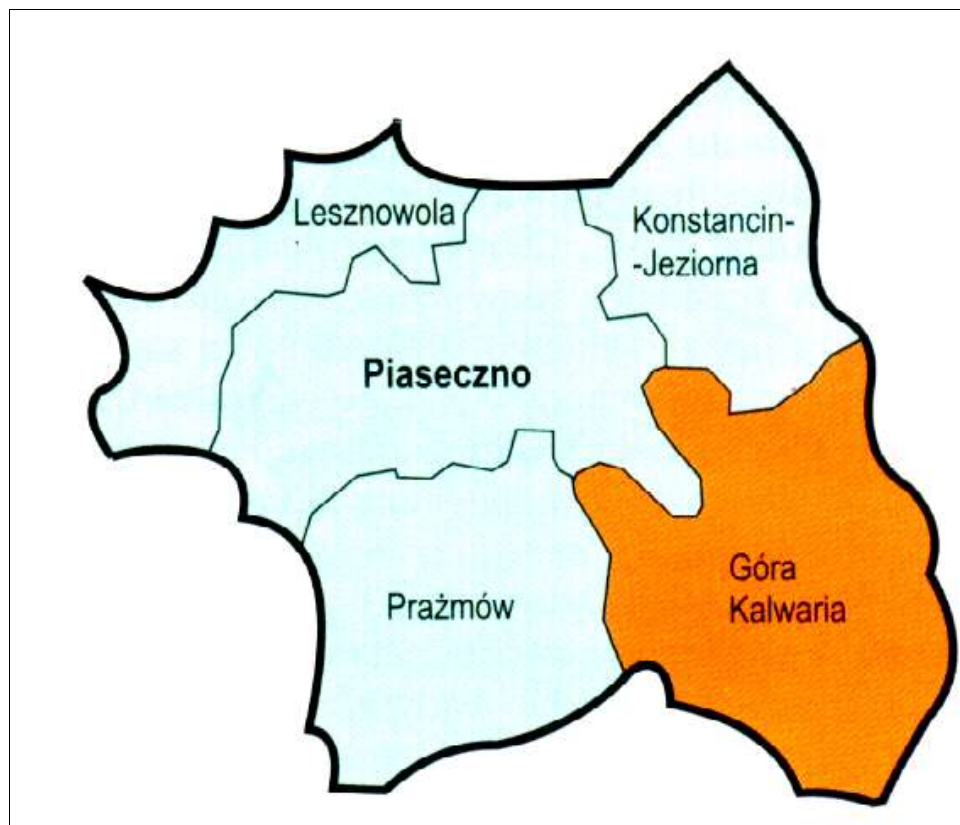 Lesznowola
Konstancin-
-Jeziorna
Piaseczno
Góra
Kalwaria
Prażmów